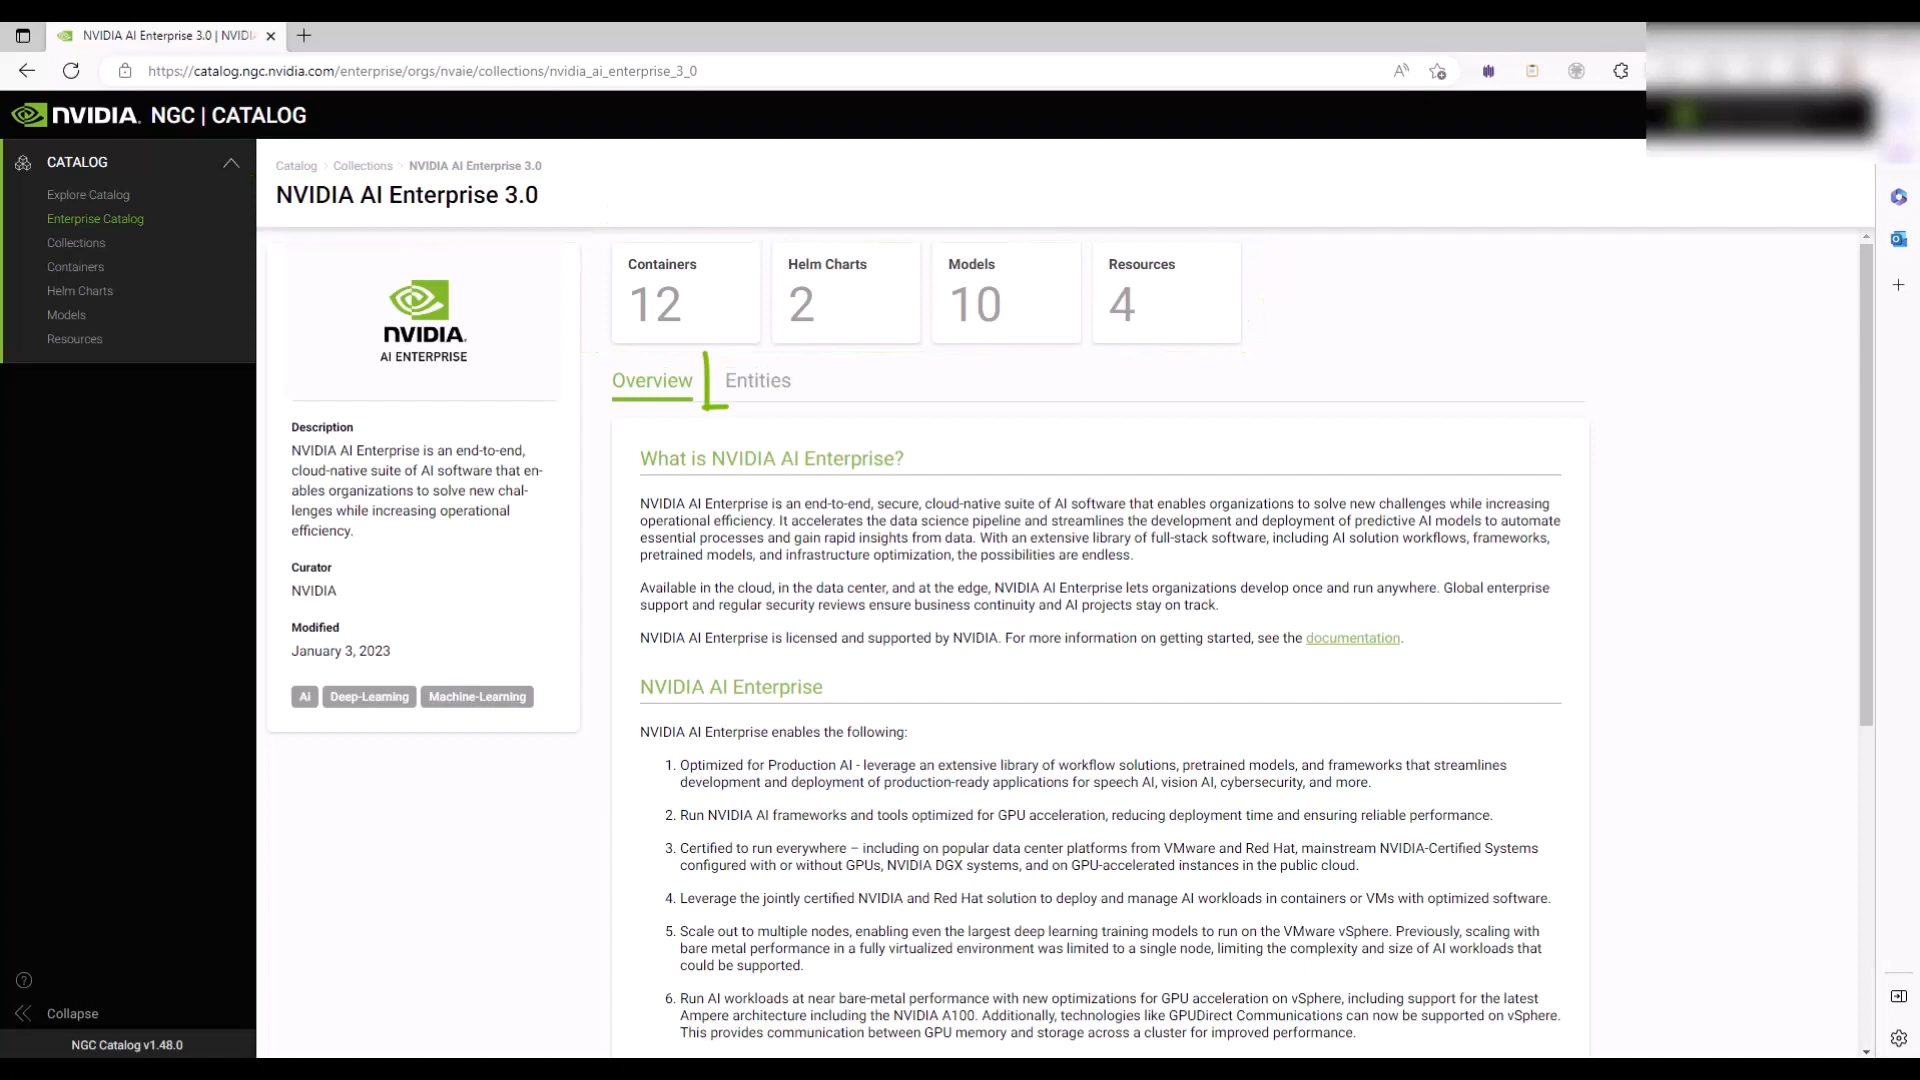 NVIDIA AI Enterprise 3.0 | NVIDI
https://catalog.ngc.nvidia.com/enterprise/orgs/nvaie/collections/nvidia_ai_enterprise_3_0
NVIDIA. NGC | CATALOG
CATALOG
Explore Catalog
Enterprise Catalog
Collections
Containers
Helm Charts
Models
Resources
Collapse
NGC Catalog v1.48.0
Catalog > Collections > NVIDIA AI Enterprise 3.0
NVIDIA AI Enterprise 3.0
NVIDIA.
AI ENTERPRISE
Description
NVIDIA AI Enterprise is an end-to-end,
cloud-native suite of AI software that en-
ables organizations to solve new chal-
lenges while increasing operational
efficiency.
Curator
NVIDIA
Modified
January 3, 2023
Ai Deep-Learning Machine-Learning
Containers
12
Helm Charts
2
Models
10
Resources
4
Overview Entities
What is NVIDIA AI Enterprise?
NVIDIA AI Enterprise is an end-to-end, secure, cloud-native suite of AI software that enables organizations to solve new challenges while increasing
operational efficiency. It accelerates the data science pipeline and streamlines the development and deployment of predictive AI models to automate
essential processes and gain rapid insights from data. With an extensive library of full-stack software, including AI solution workflows, frameworks,
pretrained models, and infrastructure optimization, the possibilities are endless.
Available in the cloud, in the data center, and at the edge, NVIDIA AI Enterprise lets organizations develop once and run anywhere. Global enterprise
support and regular security reviews ensure business continuity and AI projects stay on track.
NVIDIA AI Enterprise is licensed and supported by NVIDIA. For more information on getting started, see the documentation.
NVIDIA AI Enterprise
NVIDIA AI Enterprise enables the following:
1. Optimized for Production AI - leverage an extensive library of workflow solutions, pretrained models, and frameworks that streamlines
development and deployment of production-ready applications for speech AI, vision AI, cybersecurity, and more.
2. Run NVIDIA AI frameworks and tools optimized for GPU acceleration, reducing deployment time and ensuring reliable performance.
3. Certified to run everywhere – including on popular data center platforms from VMware and Red Hat, mainstream NVIDIA-Certified Systems
configured with or without GPUs, NVIDIA DGX systems, and on GPU-accelerated instances in the public cloud.
4. Leverage the jointly certified NVIDIA and Red Hat solution to deploy and manage AI workloads in containers or VMs with optimized software.
5. Scale out to multiple nodes, enabling even the largest deep learning training models to run on the VMware vSphere. Previously, scaling with
bare metal performance in a fully virtualized environment was limited to a single node, limiting the complexity and size of AI workloads that
could be supported.
6. Run AI workloads at near bare-metal performance with new optimizations for GPU acceleration on vSphere, including support for the latest
Ampere architecture including the NVIDIA A100. Additionally, technologies like GPUDirect Communications can now be supported on vSphere.
This provides communication between GPU memory and storage across a cluster for improved performance.